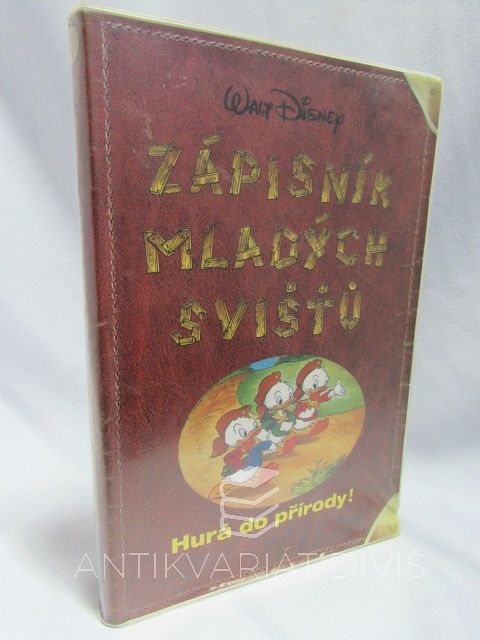 Walt Disney
ZÁPISNÍK
MLADÝCH
SVIŠŤŮ
Hurá do přírody!
ANTIKVARIÁT DIVIŠ